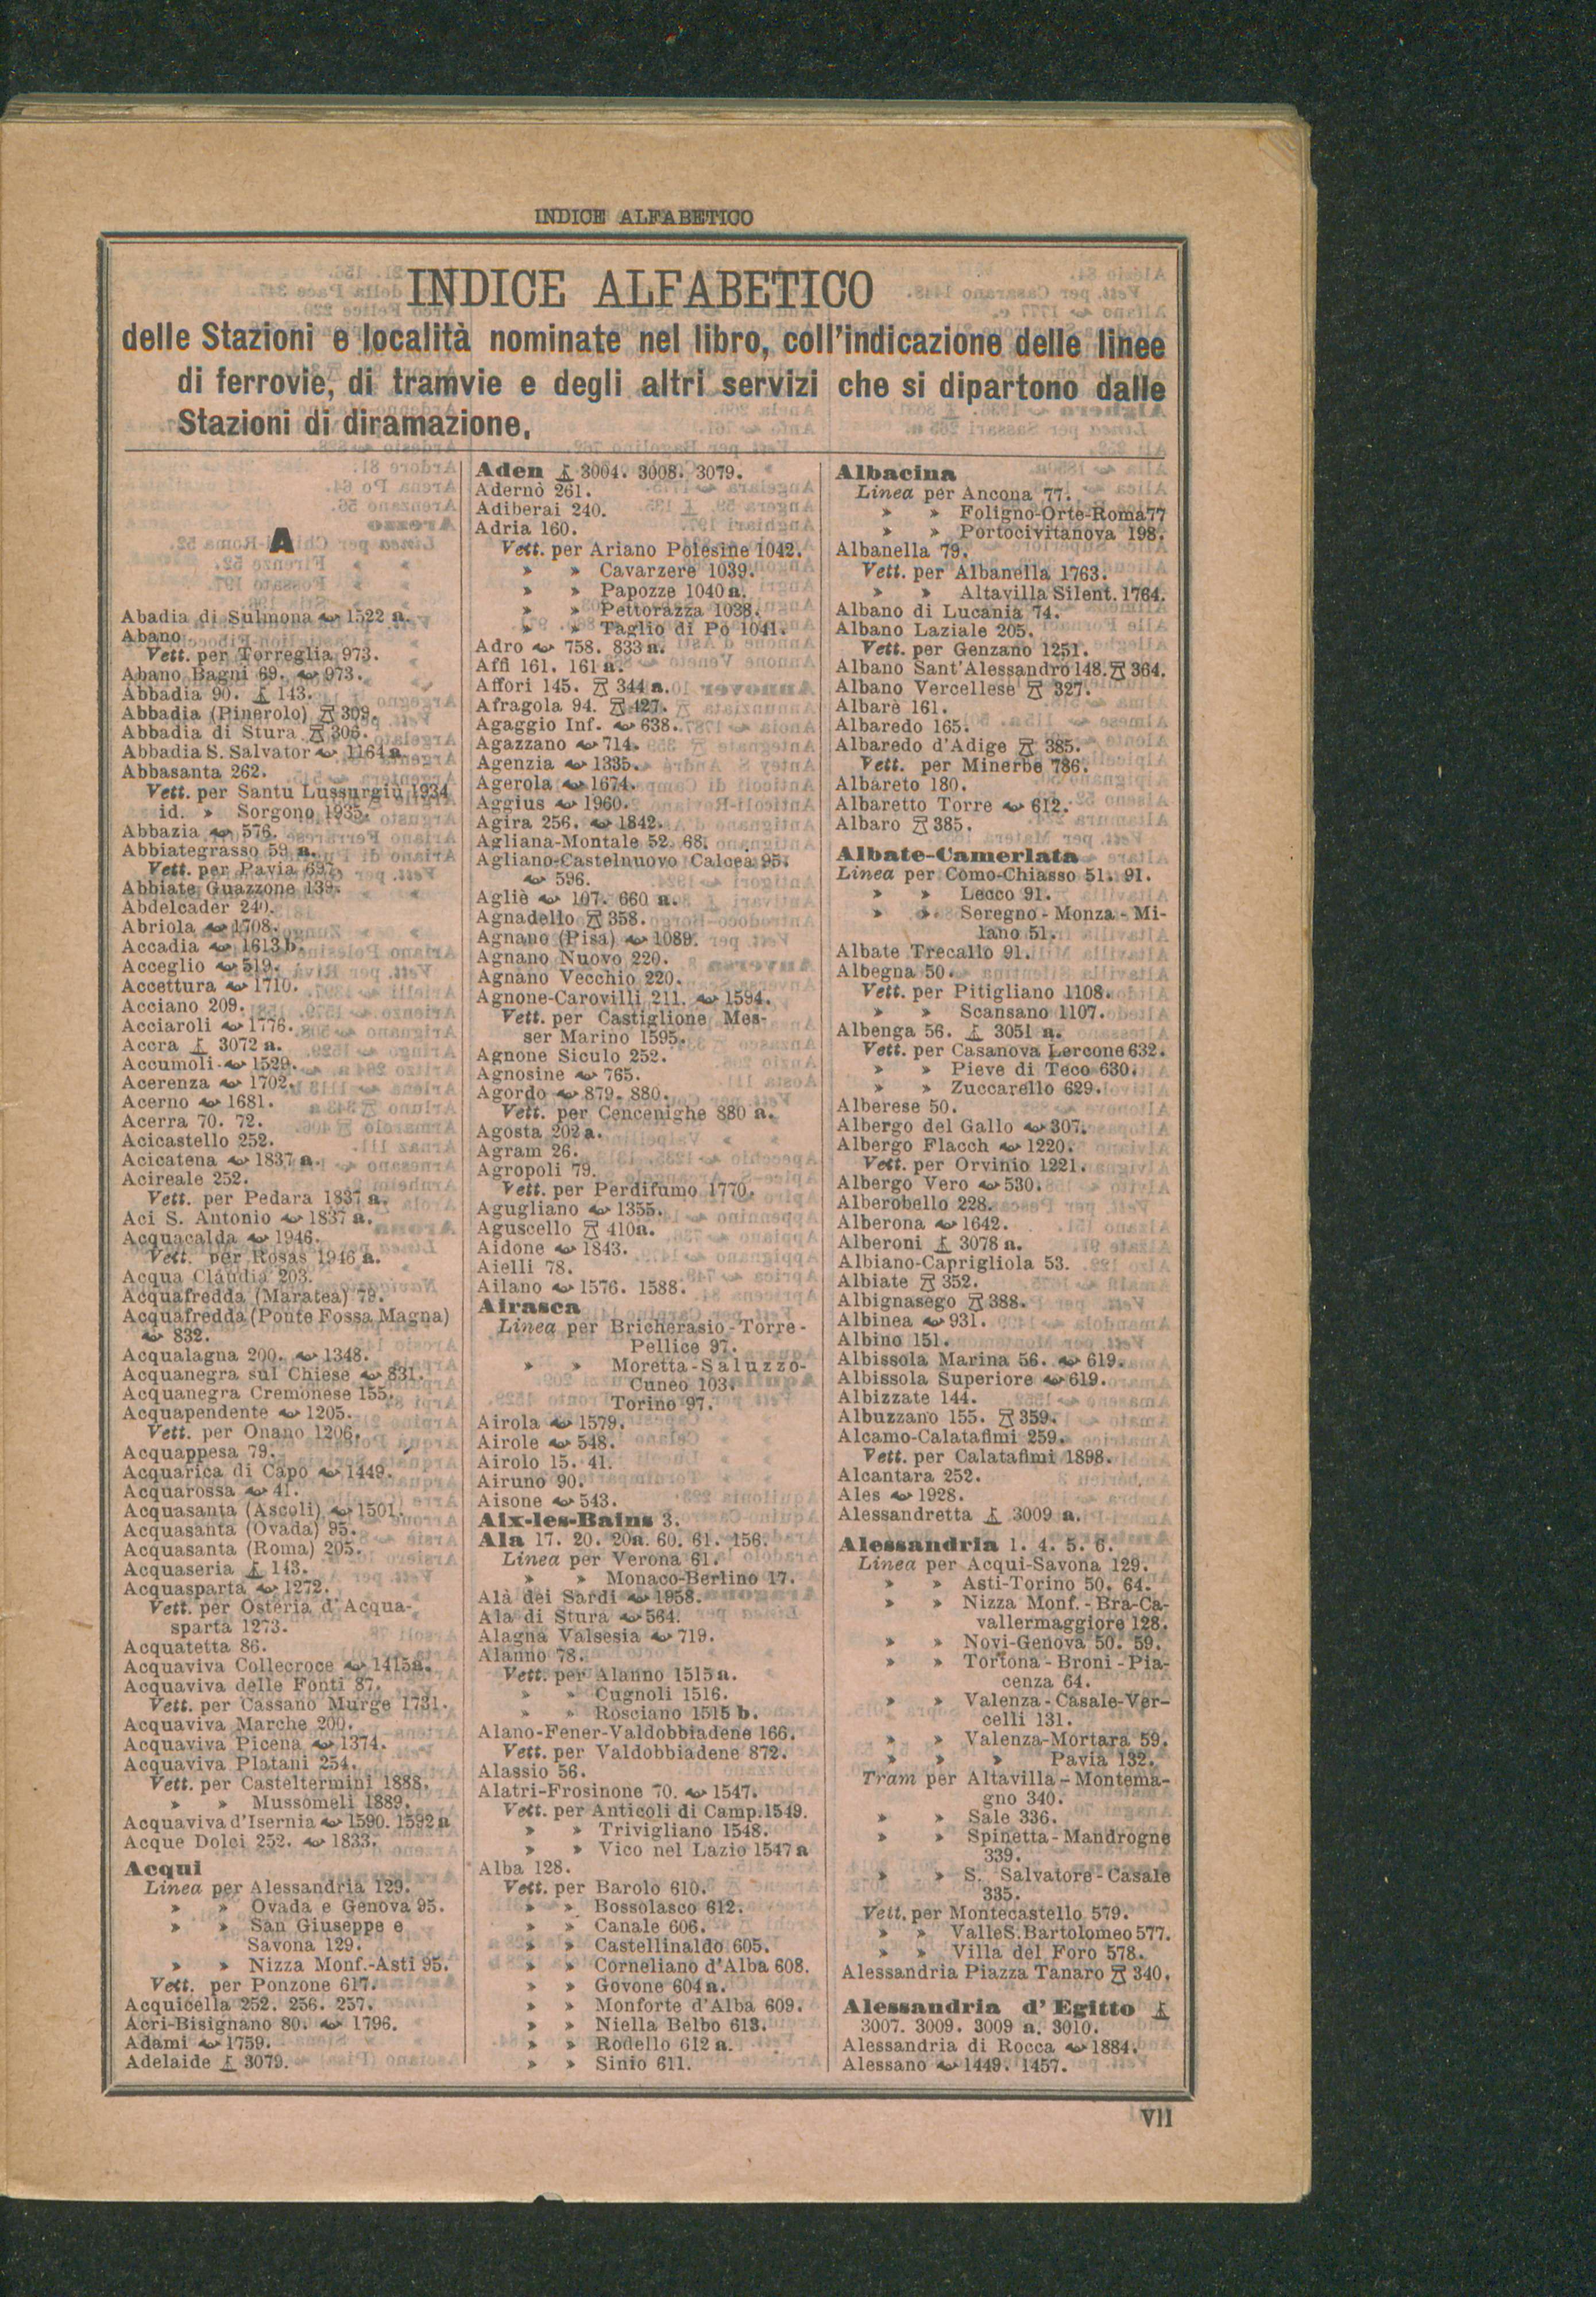 INDICE ALFABETICO
INDICE ALFABETICO
delle Stazioni e località nominate nel libro, coll'indicazione delle linee
di ferrovie, di tramvie e degli altri servizi che si dipartono dalle
Stazioni di diramazione.
A
Abadia di Sulmona 1522 a.
Abano
Vett. per Torreglia 973.
Abano Bagni 69. 973.
Abbadia 90. 143.
Abbadia (Pinerolo) 309.
Abbadia di Stura 306.
Abbadia S. Salvator 1164 a.
Abbasanta 262.
Vett. per Santu Lussurgiu 1934
id. » Sorgono 1935.
Abbazia 576.
Abbiategrasso 59 a.
Vett. per Pavia 697.
Abbiate Guazzone 139.
Abdelcader 240.
Abriola 1708.
Accadia 1613 b.
Acceglio 519.
Accettura 1710.
Acciano 209.
Acciaroli 1776.
Accra 3072 a.
Accumoli 1529.
Acerenza 1702.
Acerno 1681.
Acerra 70. 72.
Acicastello 252.
Acicatena 1837 a.
Acireale 252.
Vett. per Pedara 1837 a.
Aci S. Antonio 1837 a.
Acquacalda 1946.
Vett. per Rosas 1946 a.
Acqua Claudia 203.
Acquafredda (Maratea) 79.
Acquafredda (Ponte Fossa Magna)
832.
Acqualagna 200. 1348.
Acquanegra sul Chiese 831.
Acquanegra Cremonese 155.
Acquapendente 1205.
Vett. per Onano 1206.
Acquappesa 79.
Acquarica di Capo 1449.
Acquarossa 41.
Acquasanta (Ascoli) 1501.
Acquasanta (Ovada) 95.
Acquasanta (Roma) 205.
Acquaseria 143.
Acquasparta 1272.
Vett. per Osteria d'Acqua-
sparta 1273.
Acquatetta 86.
Acquaviva Collecroce 1415a.
Acquaviva delle Fonti 87.
Vett. per Cassano Murge 1731.
Acquaviva Marche 200.
Acquaviva Picena 1374.
Acquaviva Platani 254.
Vett. per Casteltermini 1888.
» » Mussomeli 1889.
Acquaviva d'Isernia 1590. 1592 a
Acque Dolci 252. 1833.
Acqui
Linea per Alessandria 129.
» » Ovada e Genova 95.
» » San Giuseppe e
Savona 129.
» » Nizza Monf.-Asti 95.
Vett. per Ponzone 617.
Acquicella 252. 256. 257.
Acri-Bisignano 80. 1796.
Adami 1759.
Adelaide 3079.
Aden 3004. 3008. 3079.
Adernò 261.
Adiberai 240.
Adria 160.
Vett. per Ariano Polesine 1042.
» » Cavarzere 1039.
» » Papozze 1040 a.
» » Pettorazza 1038.
» » Taglio di Po 1041.
Adro 758. 833 a.
Affi 161. 161 a.
Affori 145. 344 a.
Afragola 94. 427.
Agaggio Inf. 638.
Agazzano 714.
Agenzia 1335.
Agerola 1674.
Aggius 1960.
Agira 256. 1842.
Agliana-Montale 52. 68.
Agliano-Castelnuovo Calcea 95.
596.
Agliè 107. 660 a.
Agnadello 358.
Agnano (Pisa) 1089.
Agnano Nuovo 220.
Agnano Vecchio 220.
Agnone-Carovilli 211. 1594.
Vett. per Castiglione Mes-
ser Marino 1595.
Agnone Siculo 252.
Agnosine 765.
Agordo 879. 880.
Vett. per Cencenighe 880 a.
Agosta 202 a.
Agram 26.
Agropoli 79.
Vett. per Perdifumo 1770.
Agugliano 1355.
Aguscello 410a.
Aidone 1843.
Aielli 78.
Ailano 1576. 1588.
Airasca
Linea per Bricherasio-Torre-
Pellice 97.
» » Moretta-Saluzzo-
Cuneo 103.
Torino 97.
Airola 1579.
Airole 548.
Airolo 15. 41.
Airuno 90.
Aisone 543.
Aix-les-Bains 3.
Ala 17. 20. 20a. 60. 61. 156.
Linea per Verona 61.
» » Monaco-Berlino 17.
Alà dei Sardi 1958.
Ala di Stura 564.
Alagna Valsesia 719.
Alanno 78.
Vett. per Alanno 1515 a.
» » Cugnoli 1516.
» » Rosciano 1515 b.
Alano-Fener-Valdobbiadene 166.
Vett. per Valdobbiadene 872.
Alassio 56.
Alatri-Frosinone 70. 1547.
Vett. per Anticoli di Camp. 1549.
» » Trivigliano 1548.
» » Vico nel Lazio 1547 a
Alba 128.
Vett. per Barolo 610.
» » Bossolasco 612.
» » Canale 606.
» » Castellinaldo 605.
» » Corneliano d'Alba 608.
» » Govone 604 a.
» » Monforte d'Alba 609.
» » Niella Belbo 613.
» » Rodello 612 a.
» » Sinio 611.
Albacina
Linea per Ancona 77.
» » Foligno-Orte-Roma 77
» » Portocivitanova 198.
Albanella 79.
Vett. per Albanella 1763.
» » Altavilla Silent. 1764.
Albano di Lucania 74.
Albano Laziale 205.
Vett. per Genzano 1251.
Albano Sant'Alessandro 148. 364.
Albano Vercellese 327.
Albarè 161.
Albaredo 165.
Albaredo d'Adige 385.
Vett. per Minerbe 786.
Albareto 180.
Albaretto Torre 612.
Albaro 385.
Albate-Camerlata
Linea per Como-Chiasso 51. 91.
» » Lecco 91.
» » Seregno - Monza - Mi-
lano 51.
Albate Trecallo 91.
Albegna 50.
Vett. per Pitigliano 1108.
» » Scansano 1107.
Albenga 56. 3051 a.
Vett. per Casanova Lercone 632.
» » Pieve di Teco 630.
» » Zuccarello 629.
Alberese 50.
Albergo del Gallo 307.
Albergo Flacch 1220.
Vett. per Orvinio 1221.
Albergo Vero 530.
Alberobello 228.
Alberona 1642.
Alberoni 3078 a.
Albiano-Caprigliola 53.
Albiate 352.
Albignasego 388.
Albinea 931.
Albino 151.
Albissola Marina 56. 619.
Albissola Superiore 619.
Albizzate 144.
Albuzzano 155. 359.
Alcamo-Calatafimi 259.
Vett. per Calatafimi 1898.
Alcantara 252.
Ales 1928.
Alessandretta 3009 a.
Alessandria 1. 4. 5. 6.
Linea per Acqui-Savona 129.
» » Asti-Torino 50. 64.
» » Nizza Monf. - Bra-Ca-
vallermaggiore 128.
» » Novi-Genova 50. 59.
» » Tortona - Broni - Pia-
cenza 64.
» » Valenza - Casale-Ver-
celli 131.
» » Valenza-Mortara 59.
» » » Pavia 132.
Tram per Altavilla - Montema-
gno 340.
» » Sale 336.
» » Spinetta - Mandrogne
339.
» » S. Salvatore - Casale
335.
Vett. per Montecastello 579.
» » Valle S. Bartolomeo 577.
» » Villa del Foro 578.
Alessandria Piazza Tanaro 340.
Alessandria d'Egitto
3007. 3009. 3009 a. 3010.
Alessandria di Rocca 1884.
Alessano 1449. 1457.
VII